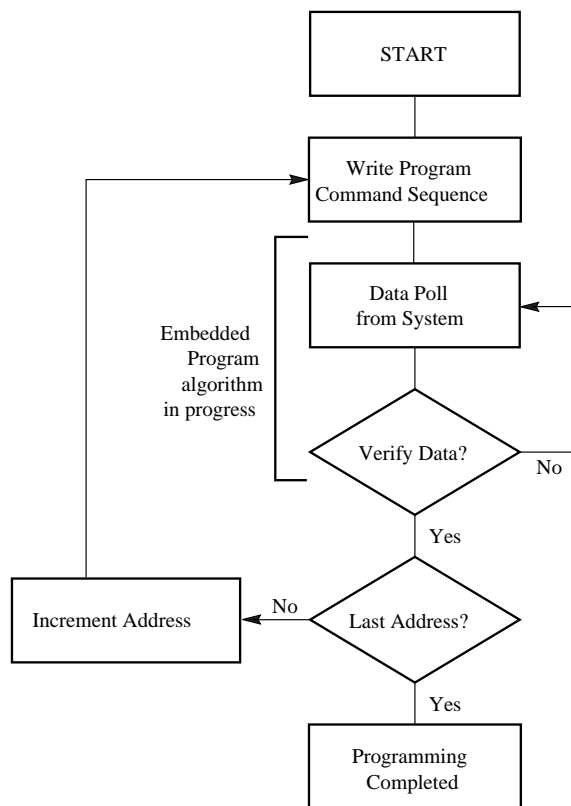 START
Write Program
Command Sequence
Data Poll
from System
Embedded
Program
algorithm
in progress
Verify Data?
No
Yes
Increment Address
No
Last Address?
Yes
Programming
Completed